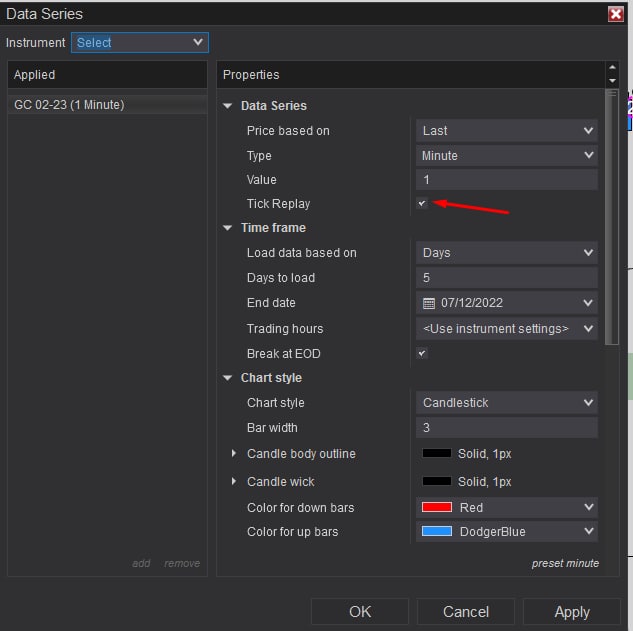 Data Series
Instrument Select
Applied
GC 02-23 (1 Minute)
add remove
Properties
Data Series
Price based on Last
Type Minute
Value 1
Tick Replay
Time frame
Load data based on Days
Days to load 5
End date 07/12/2022
Trading hours <Use instrument settings>
Break at EOD
Chart style
Chart style Candlestick
Bar width 3
Candle body outline Solid, 1px
Candle wick Solid, 1px
Color for down bars Red
Color for up bars DodgerBlue
preset minute
OK Cancel Apply